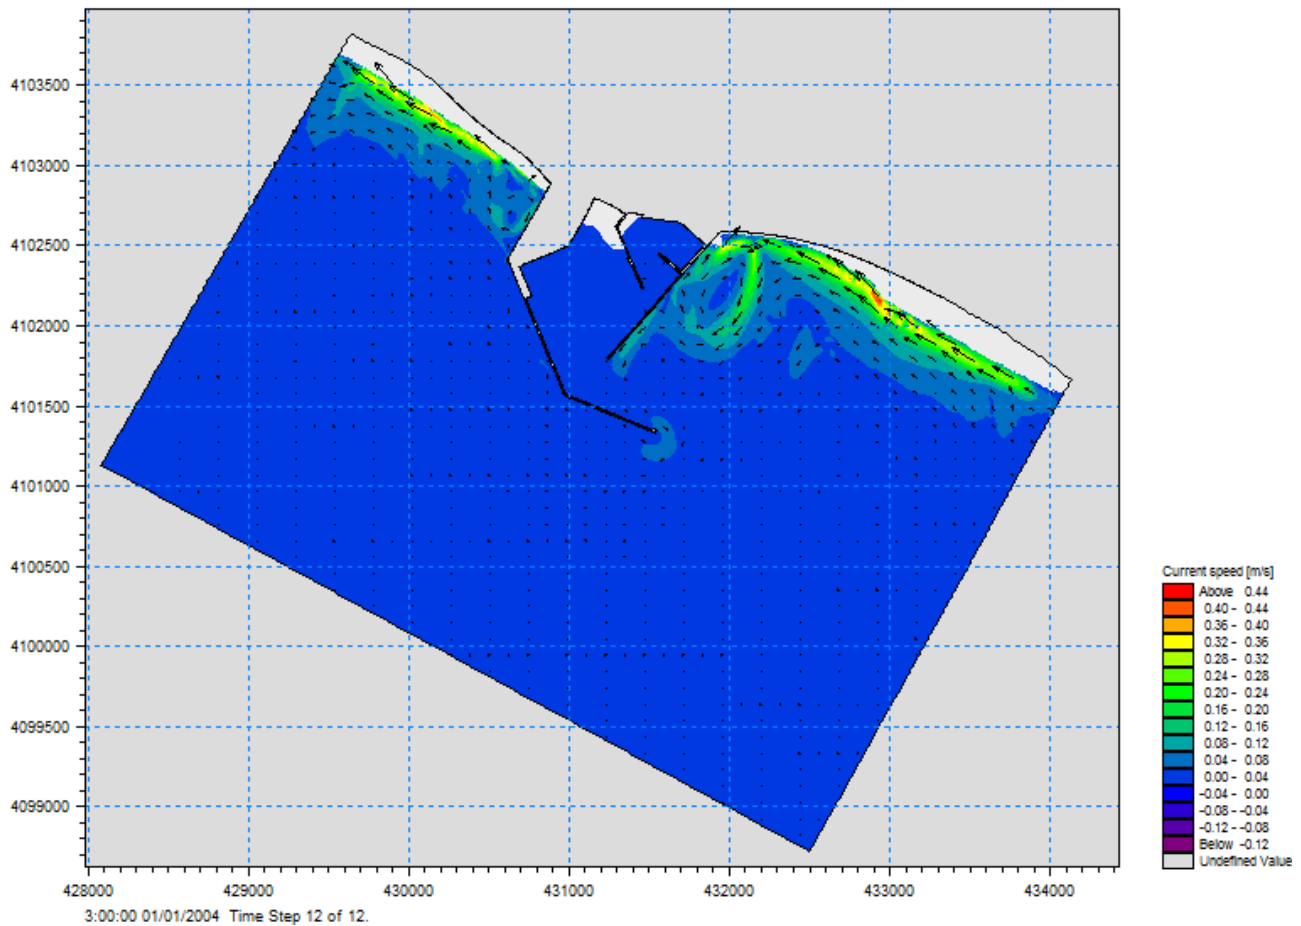 4103500
4103000
4102500
4102000
4101500
4101000
4100500
4100000
4099500
4099000
428000 429000 430000 431000 432000 433000 434000
3:00:00 01/01/2004 Time Step 12 of 12.
Current speed [m/s]
Above 0.44
0.40 - 0.44
0.36 - 0.40
0.32 - 0.36
0.28 - 0.32
0.24 - 0.28
0.20 - 0.24
0.16 - 0.20
0.12 - 0.16
0.08 - 0.12
0.04 - 0.08
0.00 - 0.04
-0.04 - 0.00
-0.08 - -0.04
-0.12 - -0.08
Below -0.12
Undefined Value